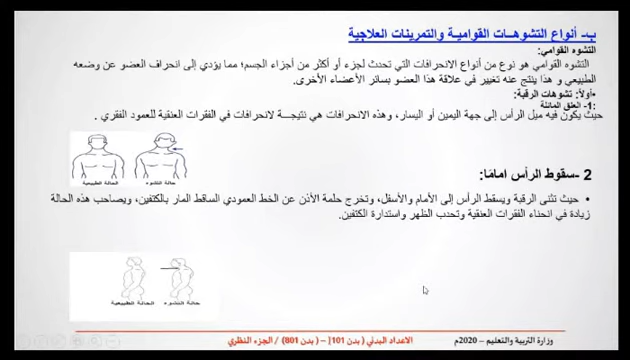 ب- أنواع التشوهات القوامية والتمرينات العلاجية
التشوه القوامي:
التشوه القوامي هو نوع من أنواع الانحرافات التي تحدث لجزء أو أكثر من أجزاء الجسم؛ مما يؤدي إلى انحراف العضو عن وضعه
الطبيعي و هذا ينتج عنه تغيير في علاقة هذا العضو بسائر الأعضاء الأخرى.
•أولاً: تشوهات الرقبة:
1- العنق المائلة:
حيث يكون فيه ميل الرأس إلى جهة اليمين أو اليسار، وهذه الانحرافات هي نتيجة لانحرافات في الفقرات العنقية للعمود الفقري .
حالة التشوه
الحالة الطبيعية
2 -سقوط الرأس امامًا:
• حيث تثنى الرقبة ويسقط الرأس إلى الأمام والأسفل، وتخرج حلمة الأذن عن الخط العمودي الساقط المار بالكتفين، ويصاحب هذه الحالة
زيادة في انحناء الفقرات العنقية وتحدب الظهر واستدارة الكتفين.
حالة التشوه
الحالة الطبيعية
وزارة التربية والتعليم – 2020م
الاعداد البدني ( بدن 101) – ( بدن 801) / الجزء النظري